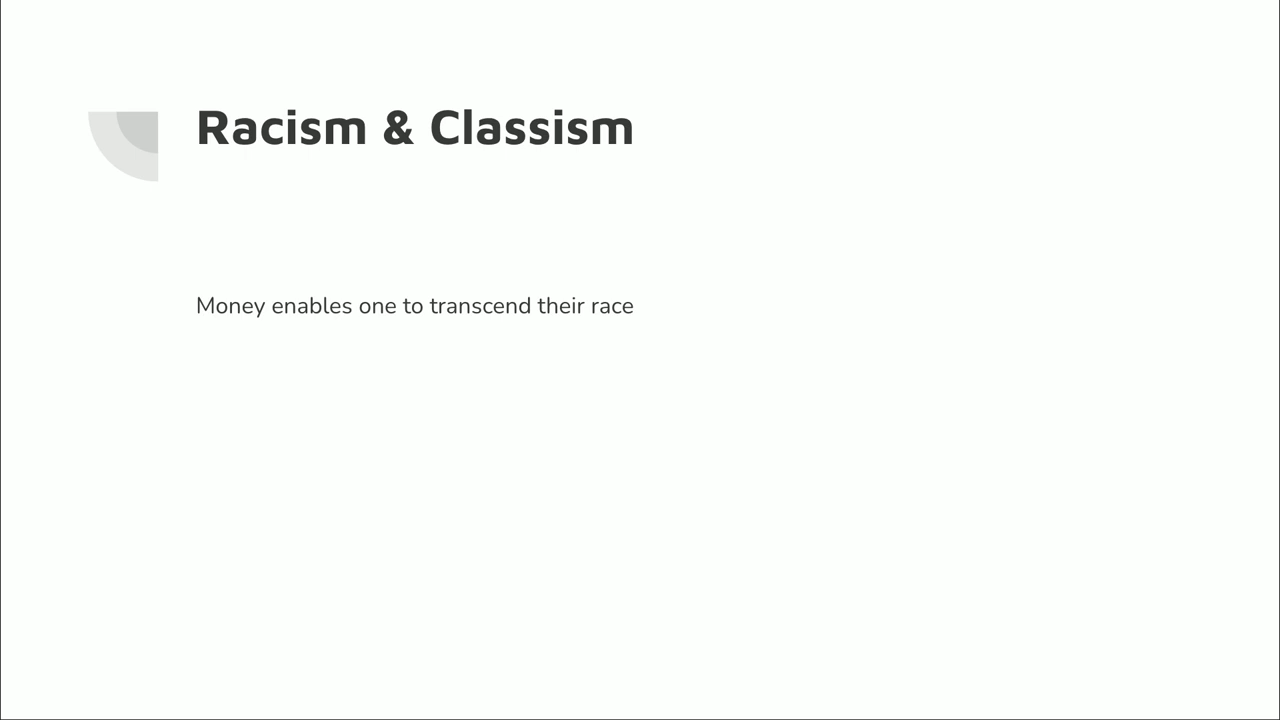 Racism & Classism
Money enables one to transcend their race